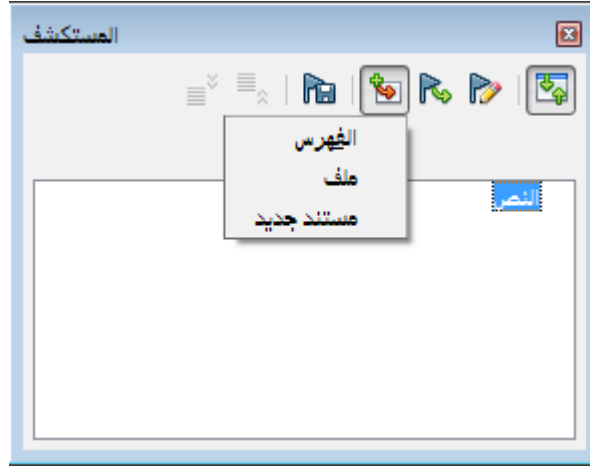 المستكشف
الفهرس
ملف
مستند جديد
النص